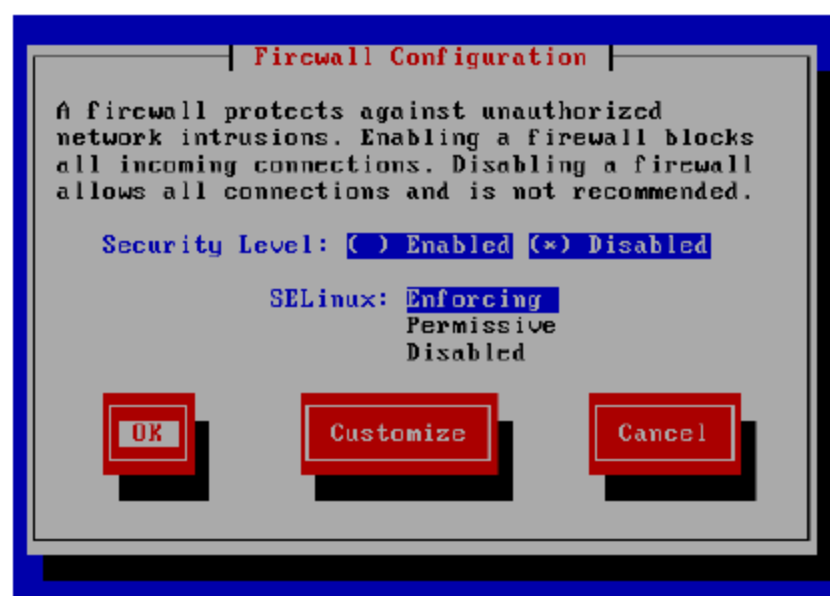 Firewall Configuration
A firewall protects against unauthorized
network intrusions. Enabling a firewall blocks
all incoming connections. Disabling a firewall
allows all connections and is not recommended.
Security Level: ( ) Enabled (*) Disabled
SELinux: Enforcing
Permissive
Disabled
OK Customize Cancel